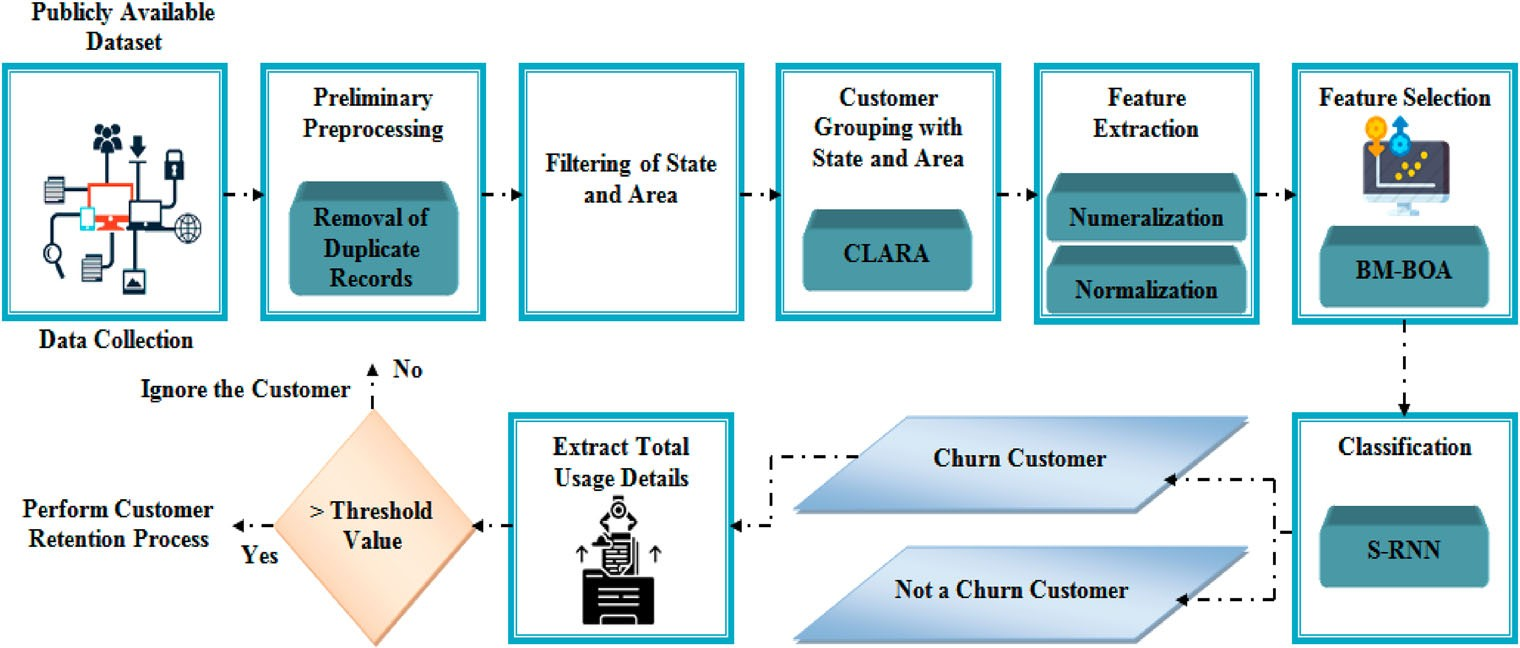 Publicly Available
Dataset
Data Collection
Preliminary
Preprocessing
Removal of
Duplicate
Records
Filtering of State
and Area
Customer
Grouping with
State and Area
CLARA
Feature
Extraction
Numeralization
Normalization
Feature Selection
BM-BOA
Classification
S-RNN
Churn Customer
Not a Churn Customer
Extract Total
Usage Details
> Threshold
Value
No
Ignore the Customer
Yes
Perform Customer
Retention Process